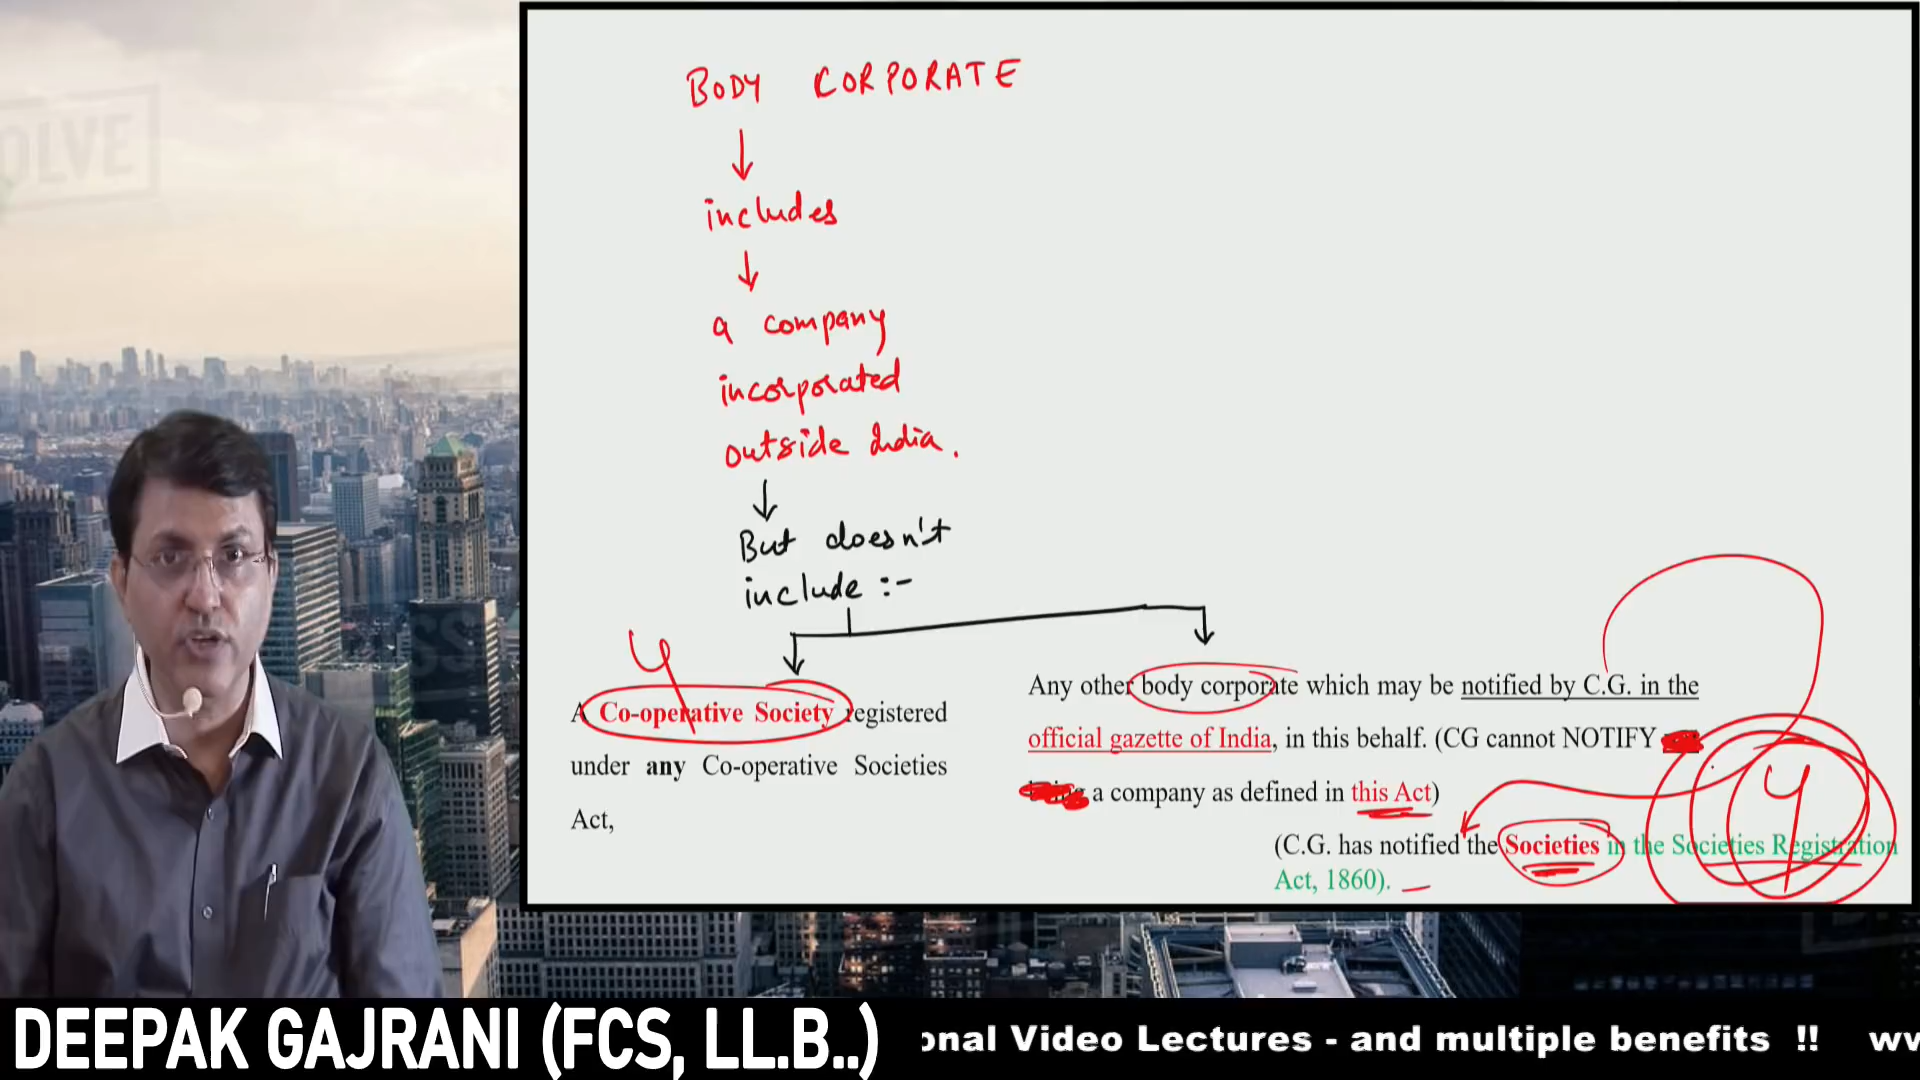 OLVE
BODY CORPORATE
includes
a company
incorporated
outside India.
But doesn't
include :-
A Co-operative Society registered
under any Co-operative Societies
Act,
Any other body corporate which may be notified by C.G. in the
official gazette of India, in this behalf. (CG cannot NOTIFY
a company as defined in this Act)
(C.G. has notified the Societies in the Societies Registration
Act, 1860).
DEEPAK GAJRANI (FCS, LL.B..)
onal Video Lectures - and multiple benefits !! ww